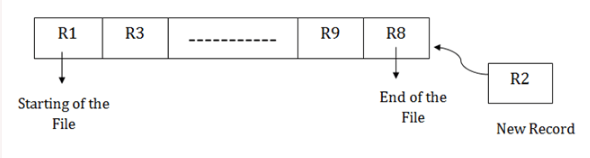 R1 R3 ----------- R9 R8
R2
Starting of the
File
End of the
File
New Record